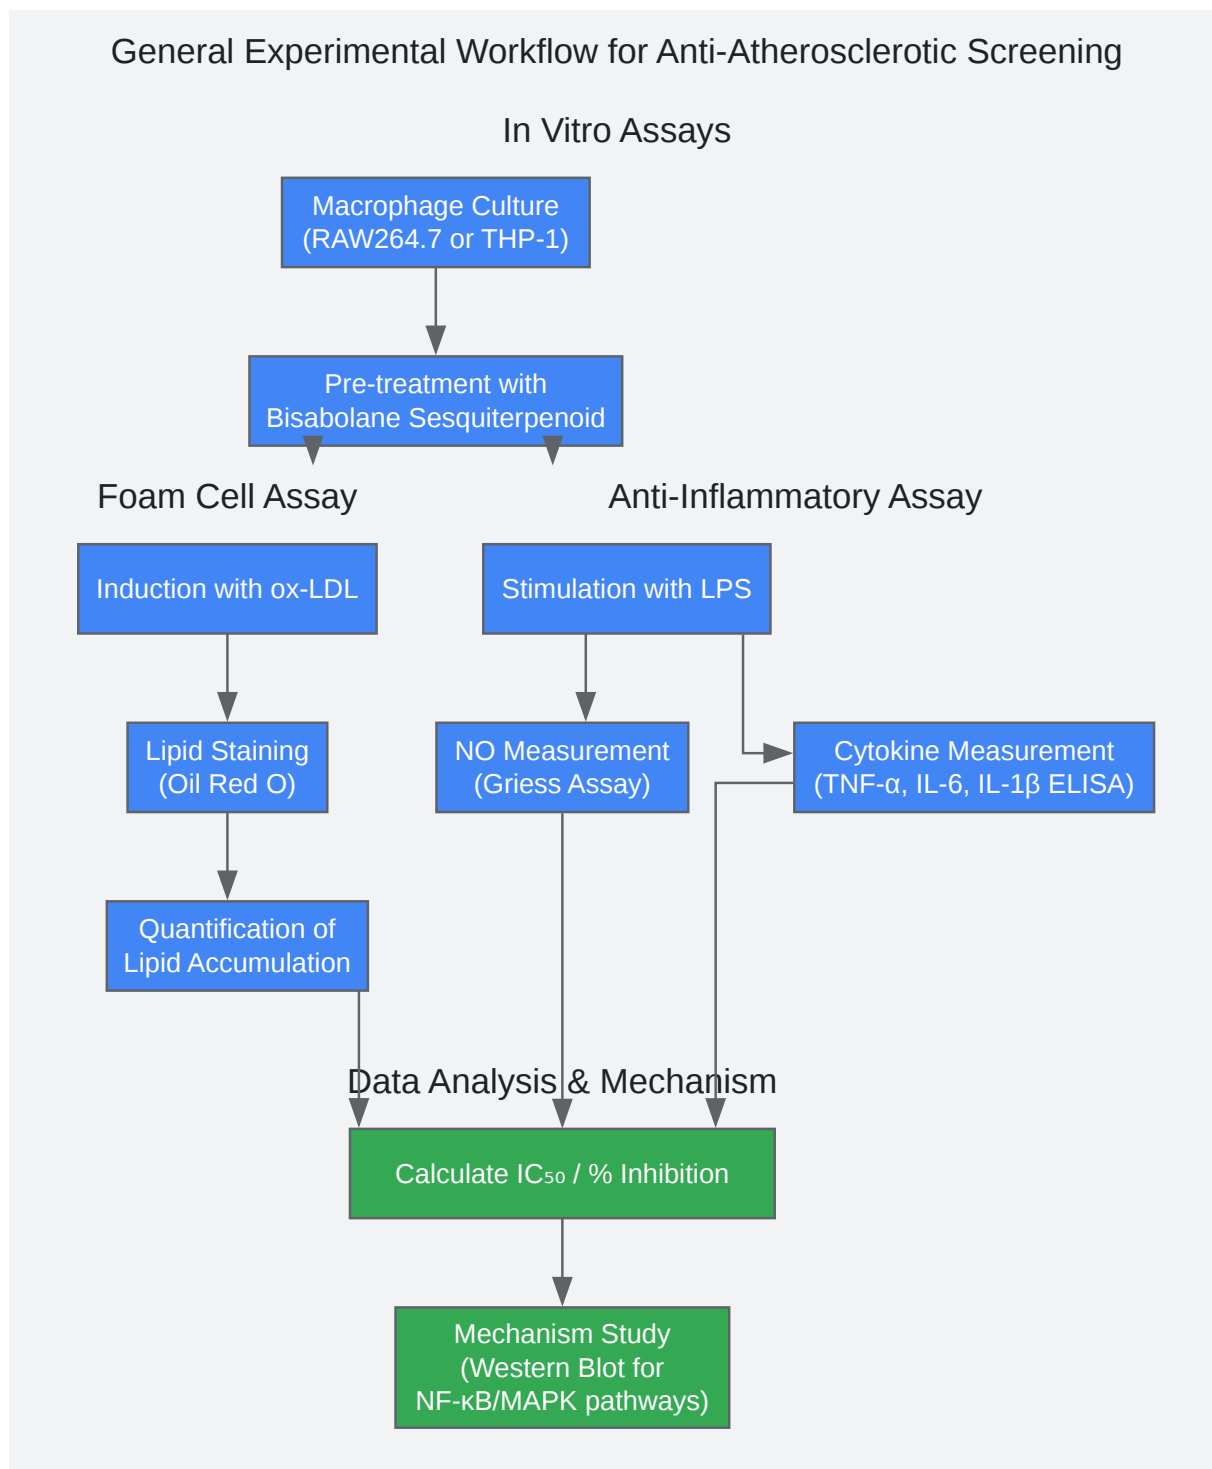 General Experimental Workflow for Anti-Atherosclerotic Screening
In Vitro Assays
Macrophage Culture
(RAW264.7 or THP-1)
Pre-treatment with
Bisabolane Sesquiterpenoid
Foam Cell Assay
Anti-Inflammatory Assay
Induction with ox-LDL
Stimulation with LPS
Lipid Staining
(Oil Red O)
NO Measurement
(Griess Assay)
Cytokine Measurement
(TNF-α, IL-6, IL-1β ELISA)
Quantification of
Lipid Accumulation
Data Analysis & Mechanism
Calculate IC₅₀ / % Inhibition
Mechanism Study
(Western Blot for
NF-κB/MAPK pathways)